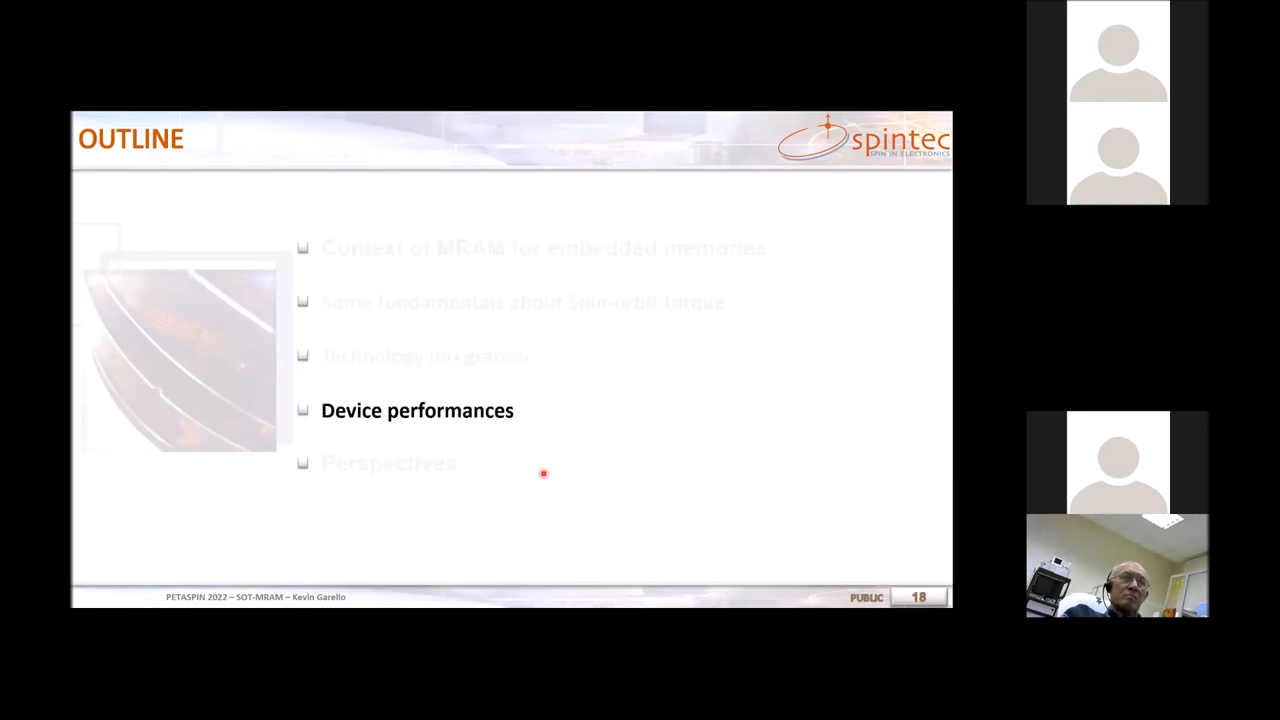 OUTLINE
spintec
SPIN IN ELECTRONICS
Context of MRAM for embedded memories
Some fundamentals about Spin-orbit torque
Technology integration
Device performances
Perspectives
PETASPIN 2022 – SOT-MRAM – Kevin Garello
PUBLIC
18